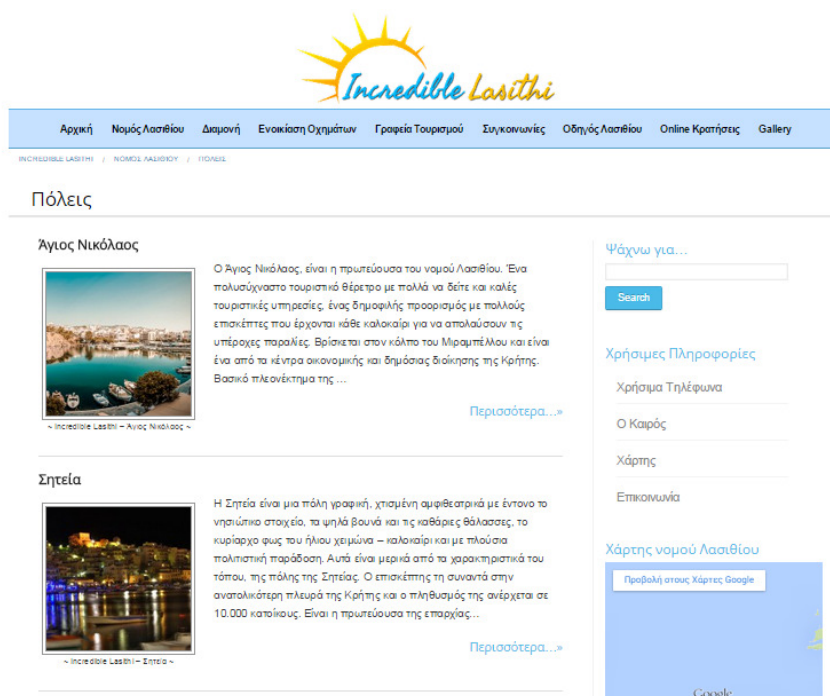 Incredible Lasithi
Αρχική Νομός Λασιθίου Διαμονή Ενοικίαση Οχημάτων Γραφεία Τουρισμού Συγκοινωνίες Οδηγός Λασιθίου Online Κρατήσεις Gallery
INCREDIBLE LASITHI / ΝΟΜΟΣ ΛΑΣΙΘΙΟΥ / ΠΟΛΕΙΣ
Πόλεις
Άγιος Νικόλαος
Ο Άγιος Νικόλαος, είναι η πρωτεύουσα του νομού Λασιθίου. Ένα
πολυσύχναστο τουριστικό θέρετρο με πολλά να δείτε και καλές
τουριστικές υπηρεσίες, ένας δημοφιλής προορισμός με πολλούς
επισκέπτες που έρχονται κάθε καλοκαίρι για να απολαύσουν τις
υπέροχες παραλίες. Βρίσκεται στον κόλπο του Μιραμπέλλου και είναι
ένα από τα κέντρα οικονομικής και δημόσιας διοίκησης της Κρήτης.
Βασικό πλεονέκτημα της ...
~ Incredible Lasithi – Άγιος Νικόλαος ~
Περισσότερα...»
Σητεία
Η Σητεία είναι μια πόλη γραφική, χτισμένη αμφιθεατρικά με έντονο το
νησιώτικο στοιχείο, τα ψηλά βουνά και τις καθάριες θάλασσες, το
κυρίαρχο φως του ήλιου χειμώνα – καλοκαίρι και με πλούσια
πολιτιστική παράδοση. Αυτά είναι μερικά από τα χαρακτηριστικά του
τόπου, της πόλης της Σητείας. Ο επισκέπτης τη συναντά στην
ανατολικότερη πλευρά της Κρήτης και ο πληθυσμός της ανέρχεται σε
10.000 κατοίκους. Είναι η πρωτεύουσα της επαρχίας...
~ Incredible Lasithi – Σητεία ~
Περισσότερα...»
Ψάχνω για...
Search
Χρήσιμες Πληροφορίες
Χρήσιμα Τηλέφωνα
Ο Καιρός
Χάρτης
Επικοινωνία
Χάρτης νομού Λασιθίου
Προβολή στους Χάρτες Google
Google